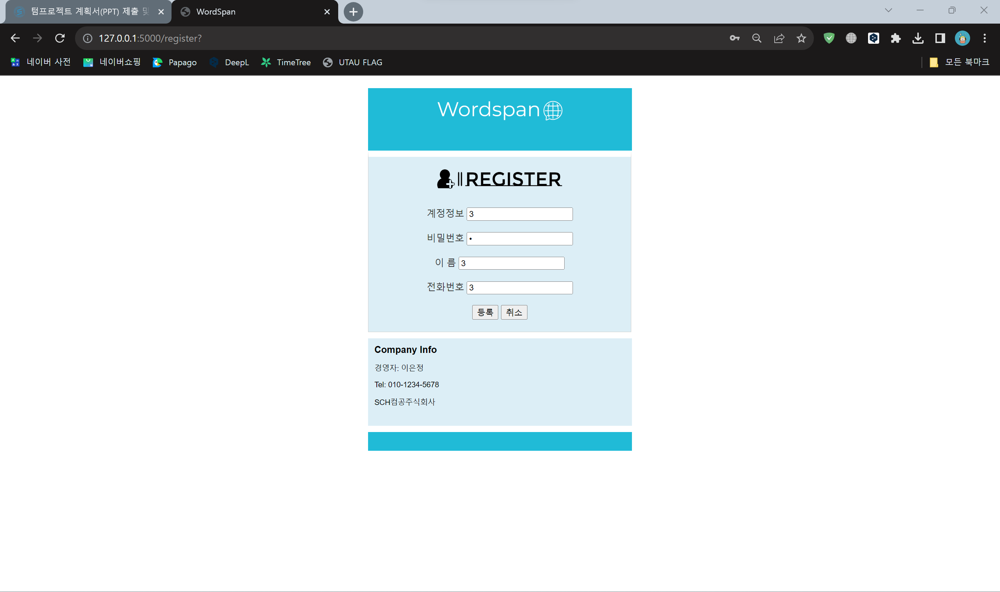 텀프로젝트 계획서(PPT) 제출 및
WordSpan
127.0.0.1:5000/register?
네이버 사전
네이버쇼핑
Papago
DeepL
TimeTree
UTAU FLAG
모든 북마크
Wordspan
REGISTER
계정정보 3
비밀번호 •
이 름 3
전화번호 3
등록 취소
Company Info
경영자: 이은정
Tel: 010-1234-5678
SCH컴공주식회사